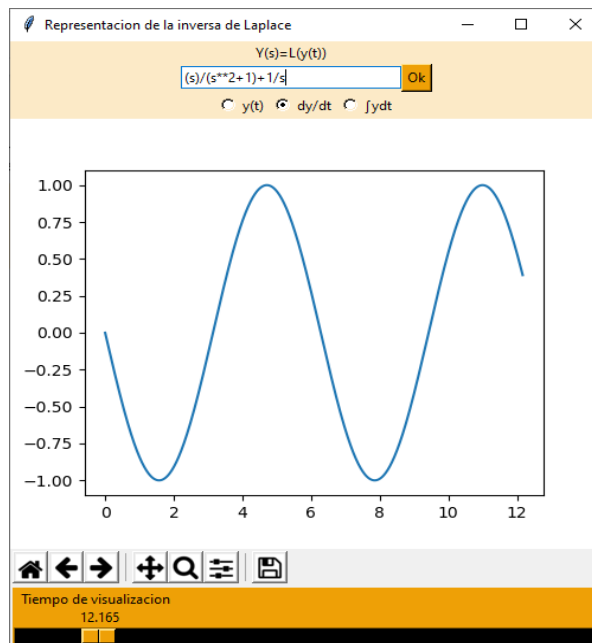 Representacion de la inversa de Laplace
Y(s)=L(y(t))
(s)/(s**2+1)+1/s
Ok
y(t) dy/dt ∫ydt
1.00
0.75
0.50
0.25
0.00
−0.25
−0.50
−0.75
−1.00
0 2 4 6 8 10 12
Tiempo de visualizacion
12.165